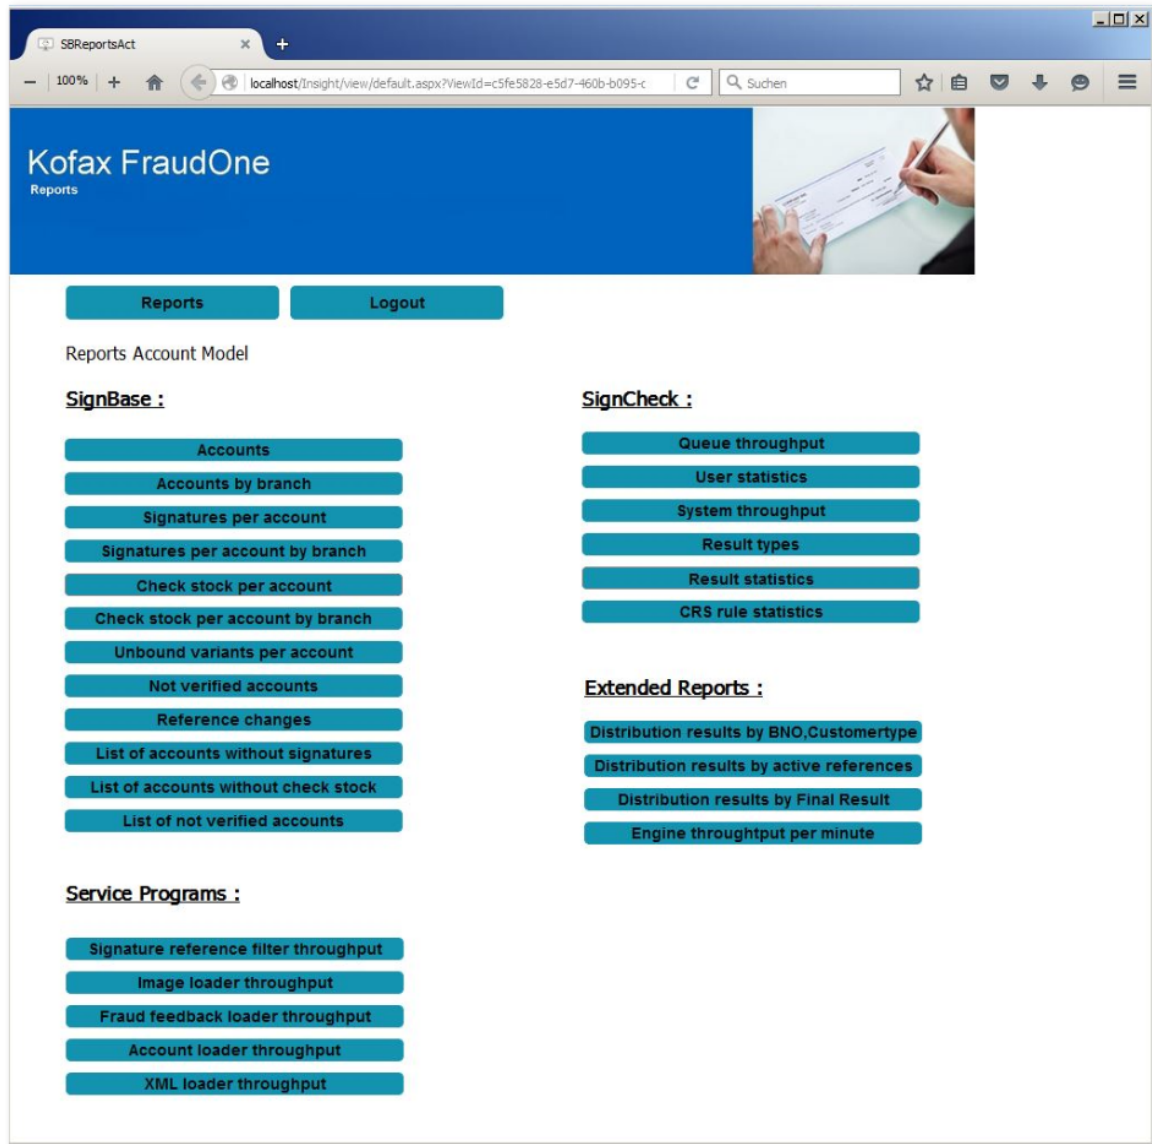 SBReportsAct
100%
localhost/Insight/view/default.aspx?ViewId=c5fe5828-e5d7-460b-b095-c
Suchen
Kofax FraudOne
Reports
Reports
Logout
Reports Account Model
SignBase :
Accounts
Accounts by branch
Signatures per account
Signatures per account by branch
Check stock per account
Check stock per account by branch
Unbound variants per account
Not verified accounts
Reference changes
List of accounts without signatures
List of accounts without check stock
List of not verified accounts
SignCheck :
Queue throughput
User statistics
System throughput
Result types
Result statistics
CRS rule statistics
Extended Reports :
Distribution results by BNO,Customertype
Distribution results by active references
Distribution results by Final Result
Engine throughtput per minute
Service Programs :
Signature reference filter throughput
Image loader throughput
Fraud feedback loader throughput
Account loader throughput
XML loader throughput